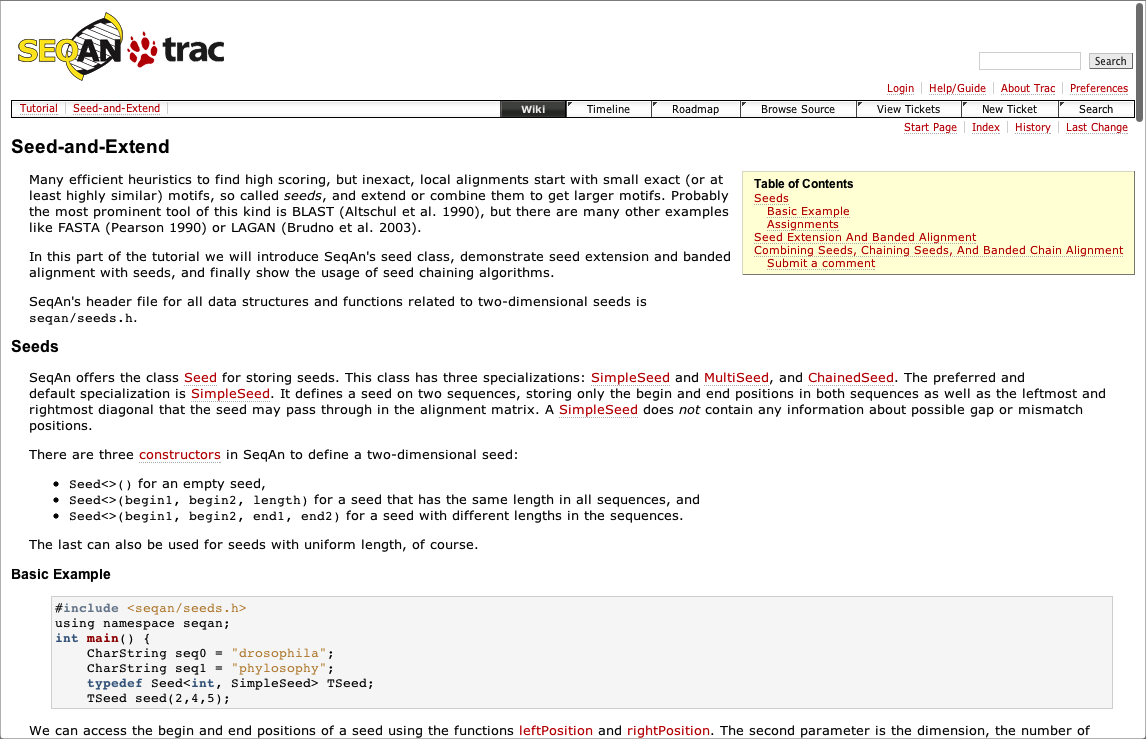 SEQAN trac
Search
Login Help/Guide About Trac Preferences
Tutorial Seed-and-Extend Wiki Timeline Roadmap Browse Source View Tickets New Ticket Search
Start Page Index History Last Change
Seed-and-Extend
Many efficient heuristics to find high scoring, but inexact, local alignments start with small exact (or at
least highly similar) motifs, so called seeds, and extend or combine them to get larger motifs. Probably
the most prominent tool of this kind is BLAST (Altschul et al. 1990), but there are many other examples
like FASTA (Pearson 1990) or LAGAN (Brudno et al. 2003).
In this part of the tutorial we will introduce SeqAn's seed class, demonstrate seed extension and banded
alignment with seeds, and finally show the usage of seed chaining algorithms.
SeqAn's header file for all data structures and functions related to two-dimensional seeds is
seqan/seeds.h.
Table of Contents
Seeds
Basic Example
Assignments
Seed Extension And Banded Alignment
Combining Seeds, Chaining Seeds, And Banded Chain Alignment
Submit a comment
Seeds
SeqAn offers the class Seed for storing seeds. This class has three specializations: SimpleSeed and MultiSeed, and ChainedSeed. The preferred and
default specialization is SimpleSeed. It defines a seed on two sequences, storing only the begin and end positions in both sequences as well as the leftmost and
rightmost diagonal that the seed may pass through in the alignment matrix. A SimpleSeed does not contain any information about possible gap or mismatch
positions.
There are three constructors in SeqAn to define a two-dimensional seed:
• Seed<>() for an empty seed,
• Seed<>(begin1, begin2, length) for a seed that has the same length in all sequences, and
• Seed<>(begin1, begin2, end1, end2) for a seed with different lengths in the sequences.
The last can also be used for seeds with uniform length, of course.
Basic Example
#include <seqan/seeds.h>
using namespace seqan;
int main() {
    CharString seq0 = "drosophila";
    CharString seq1 = "phylosophy";
    typedef Seed<int, SimpleSeed> TSeed;
    TSeed seed(2,4,5);
We can access the begin and end positions of a seed using the functions leftPosition and rightPosition. The second parameter is the dimension, the number of